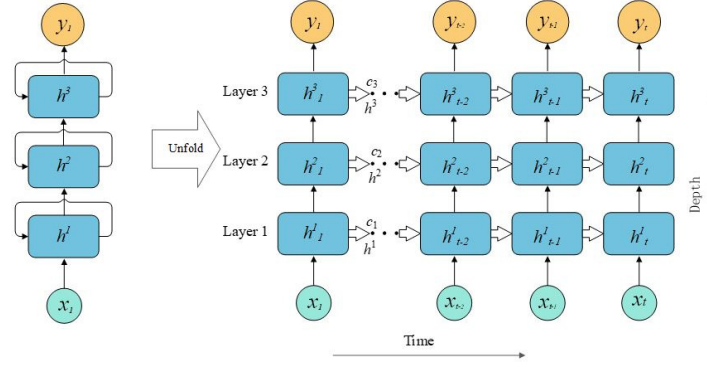 y₁ y₁ yₜ₋₂ yₜ₋₁ yₜ
Layer 3 c₃
h³ h³₁ h³ h³ₜ₋₂ h³ₜ₋₁ h³ₜ
Unfold
Layer 2 c₂
h² h²₁ h² h²ₜ₋₂ h²ₜ₋₁ h²ₜ
Depth
Layer 1 c₁
h¹ h¹₁ h¹ h¹ₜ₋₂ h¹ₜ₋₁ h¹ₜ
x₁ x₁ xₜ₋₂ xₜ₋₁ xₜ
Time